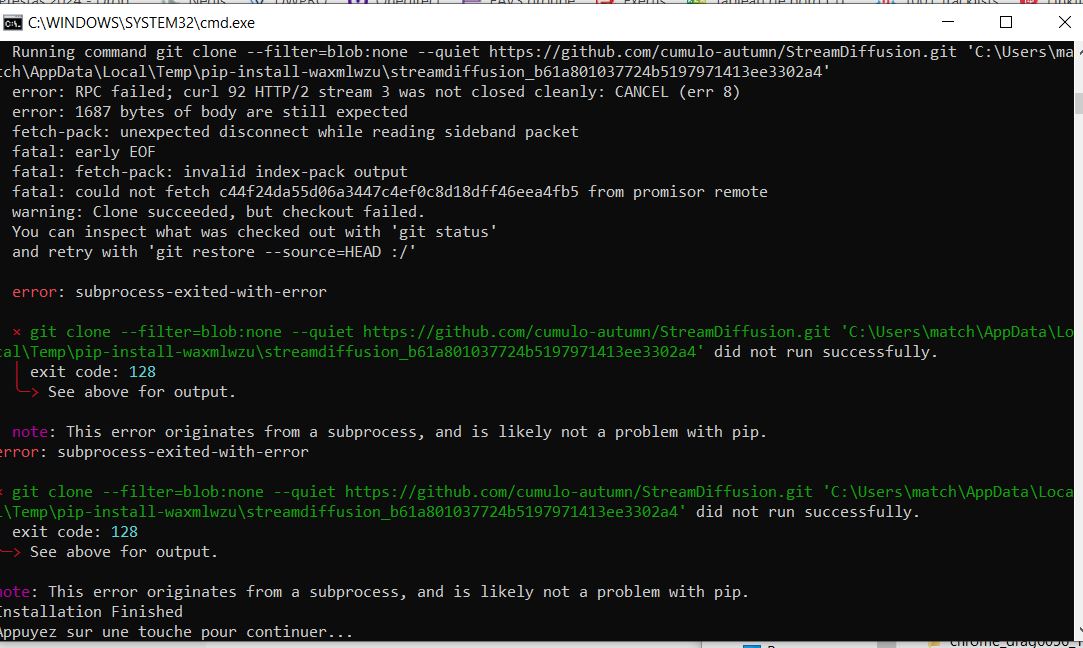 C:\WINDOWS\SYSTEM32\cmd.exe
Running command git clone --filter=blob:none --quiet https://github.com/cumulo-autumn/StreamDiffusion.git 'C:\Users\ma
tch\AppData\Local\Temp\pip-install-waxmlwzu\streamdiffusion_b61a801037724b5197971413ee3302a4'
error: RPC failed; curl 92 HTTP/2 stream 3 was not closed cleanly: CANCEL (err 8)
error: 1687 bytes of body are still expected
fetch-pack: unexpected disconnect while reading sideband packet
fatal: early EOF
fatal: fetch-pack: invalid index-pack output
fatal: could not fetch c44f24da55d06a3447c4ef0c8d18dff46eea4fb5 from promisor remote
warning: Clone succeeded, but checkout failed.
You can inspect what was checked out with 'git status'
and retry with 'git restore --source=HEAD :/'
error: subprocess-exited-with-error
× git clone --filter=blob:none --quiet https://github.com/cumulo-autumn/StreamDiffusion.git 'C:\Users\match\AppData\Lo
cal\Temp\pip-install-waxmlwzu\streamdiffusion_b61a801037724b5197971413ee3302a4' did not run successfully.
exit code: 128
See above for output.
note: This error originates from a subprocess, and is likely not a problem with pip.
error: subprocess-exited-with-error
× git clone --filter=blob:none --quiet https://github.com/cumulo-autumn/StreamDiffusion.git 'C:\Users\match\AppData\Loca
l\Temp\pip-install-waxmlwzu\streamdiffusion_b61a801037724b5197971413ee3302a4' did not run successfully.
exit code: 128
See above for output.
note: This error originates from a subprocess, and is likely not a problem with pip.
Installation Finished
Appuyez sur une touche pour continuer...